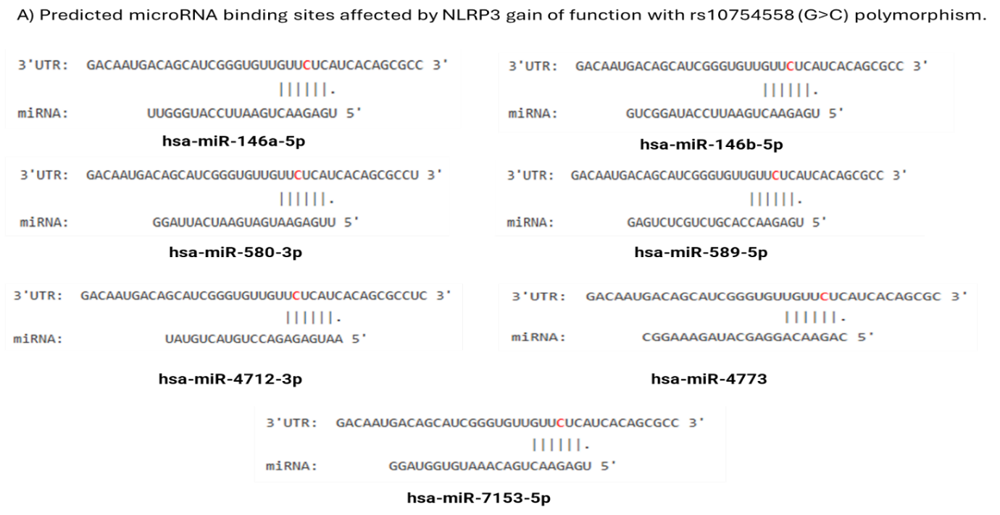 A) Predicted microRNA binding sites affected by NLRP3 gain of function with rs10754558 (G>C) polymorphism.
3'UTR: GACAAUGACAGCAUCGGGUGUUGUUCUCAUCACAGCGCC 3'
||||||.
miRNA: UUGGGUACCUUAAGUCAAGAGU 5'
hsa-miR-146a-5p
3'UTR: GACAAUGACAGCAUCGGGUGUUGUUCUCAUCACAGCGCC 3'
||||||.
miRNA: GUCGGAUACCUUAAGUCAAGAGU 5'
hsa-miR-146b-5p
3'UTR: GACAAUGACAGCAUCGGGUGUUGUUCUCAUCACAGCGCCU 3'
||||||.
miRNA: GGAUUACUAAGUAGUAAGAGUU 5'
hsa-miR-580-3p
3'UTR: GACAAUGACAGCAUCGGGUGUUGUUCUCAUCACAGCGCC 3'
||||||.
miRNA: GAGUCUCGUCUGCACCAAGAGU 5'
hsa-miR-589-5p
3'UTR: GACAAUGACAGCAUCGGGUGUUGUUCUCAUCACAGCGCCUC 3'
||||||.
miRNA: UAUGUCAUGUCCAGAGAGUAA 5'
hsa-miR-4712-3p
3'UTR: GACAAUGACAGCAUCGGGUGUUGUUCUCAUCACAGCGC 3'
||||||.
miRNA: CGGAAAGAUACGAGGACAAGAC 5'
hsa-miR-4773
3'UTR: GACAAUGACAGCAUCGGGUGUUGUUCUCAUCACAGCGCC 3'
||||||.
miRNA: GGAUGGUGUAAACAGUCAAGAGU 5'
hsa-miR-7153-5p